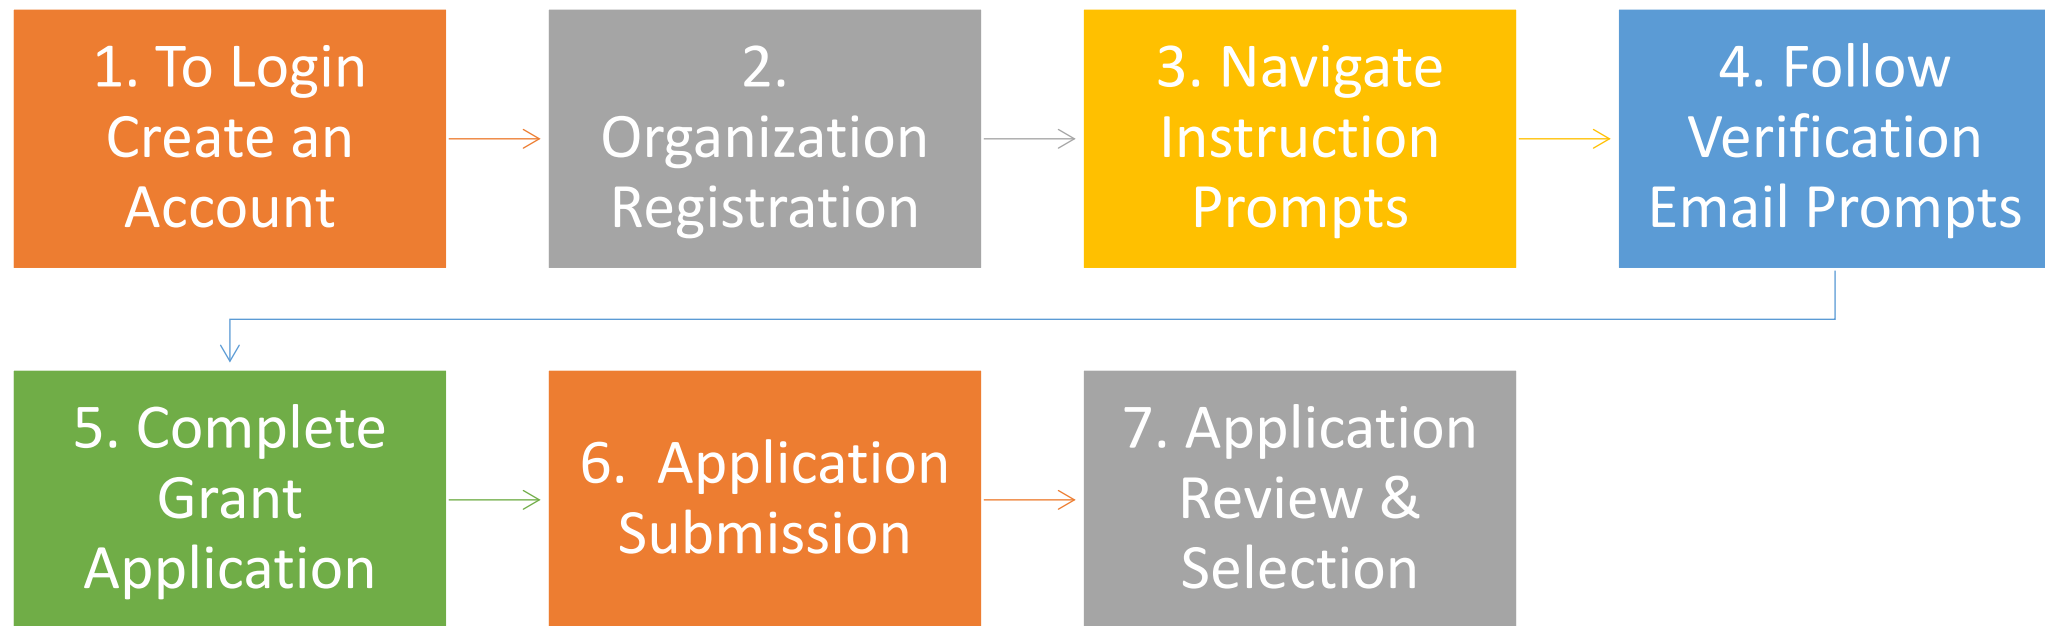 1. To Login
Create an
Account
2.
Organization
Registration
3. Navigate
Instruction
Prompts
4. Follow
Verification
Email Prompts
5. Complete
Grant
Application
6.  Application
Submission
7. Application
Review &
Selection